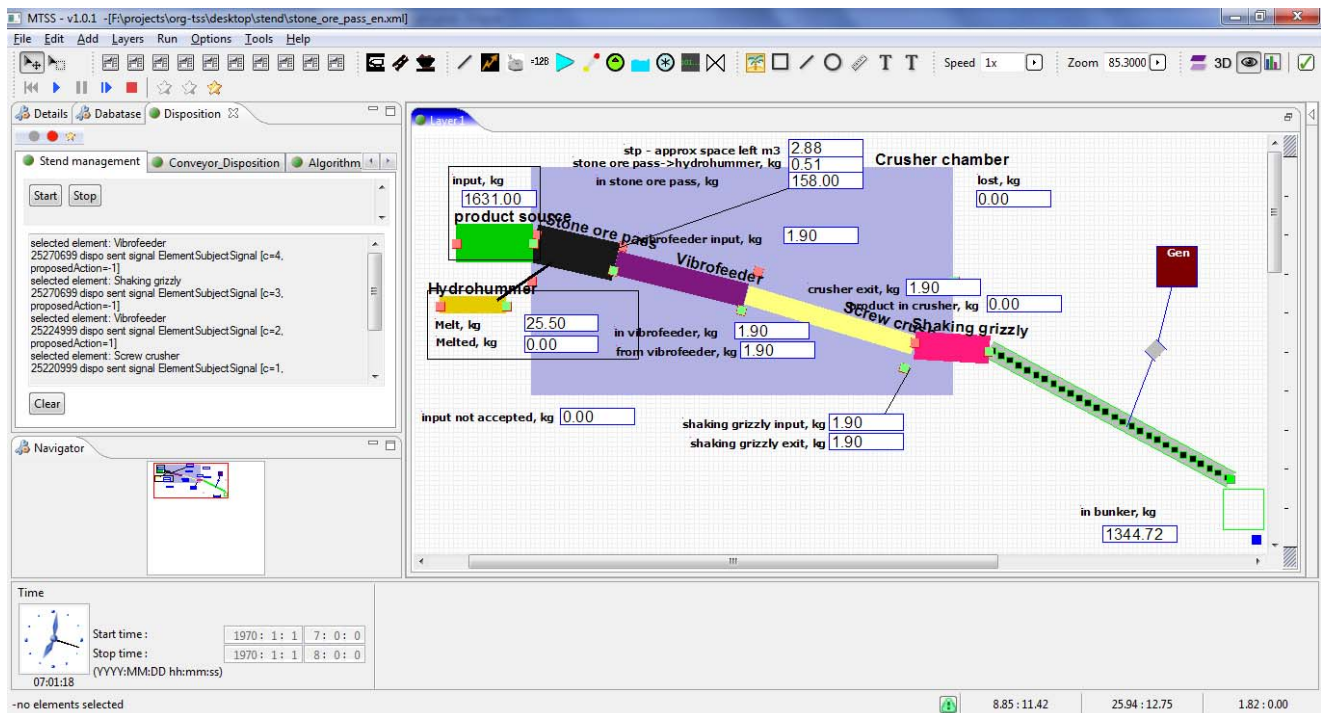 MTSS - v1.0.1 -[F:\projects\org-tss\desktop\stend\stone_ore_pass_en.xml]
File Edit Add Layers Run Options Tools Help
Speed 1x Zoom 85.3000 3D
Details Dabatase Disposition
Stend management Conveyor_Disposition Algorithm
Start Stop
selected element: Vibrofeeder
25270699 dispo sent signal ElementSubjectSignal [c=4,
proposedAction=-1]
selected element: Shaking grizzly
25270699 dispo sent signal ElementSubjectSignal [c=3,
proposedAction=-1]
selected element: Vibrofeeder
25224999 dispo sent signal ElementSubjectSignal [c=2,
proposedAction=1]
selected element: Screw crusher
25220999 dispo sent signal ElementSubjectSignal [c=1,
Clear
Navigator
Layer1
stp - approx space left m3 2.88
stone ore pass->hydrohummer, kg 0.51
in stone ore pass, kg 158.00
Crusher chamber
input, kg
1631.00
lost, kg
0.00
product source
Stone ore pass
vibrofeeder input, kg 1.90
Vibrofeeder
Gen
Hydrohummer
crusher exit, kg 1.90
product in crusher, kg 0.00
Melt, kg 25.50
Melted, kg 0.00
in vibrofeeder, kg 1.90
from vibrofeeder, kg 1.90
Screw crush
Shaking grizzly
input not accepted, kg 0.00
shaking grizzly input, kg 1.90
shaking grizzly exit, kg 1.90
in bunker, kg
1344.72
Time
Start time : 1970: 1: 1 7: 0: 0
Stop time : 1970: 1: 1 8: 0: 0
(YYYY:MM:DD hh:mm:ss)
07:01:18
-no elements selected 8.85 : 11.42 25.94 : 12.75 1.82 : 0.00